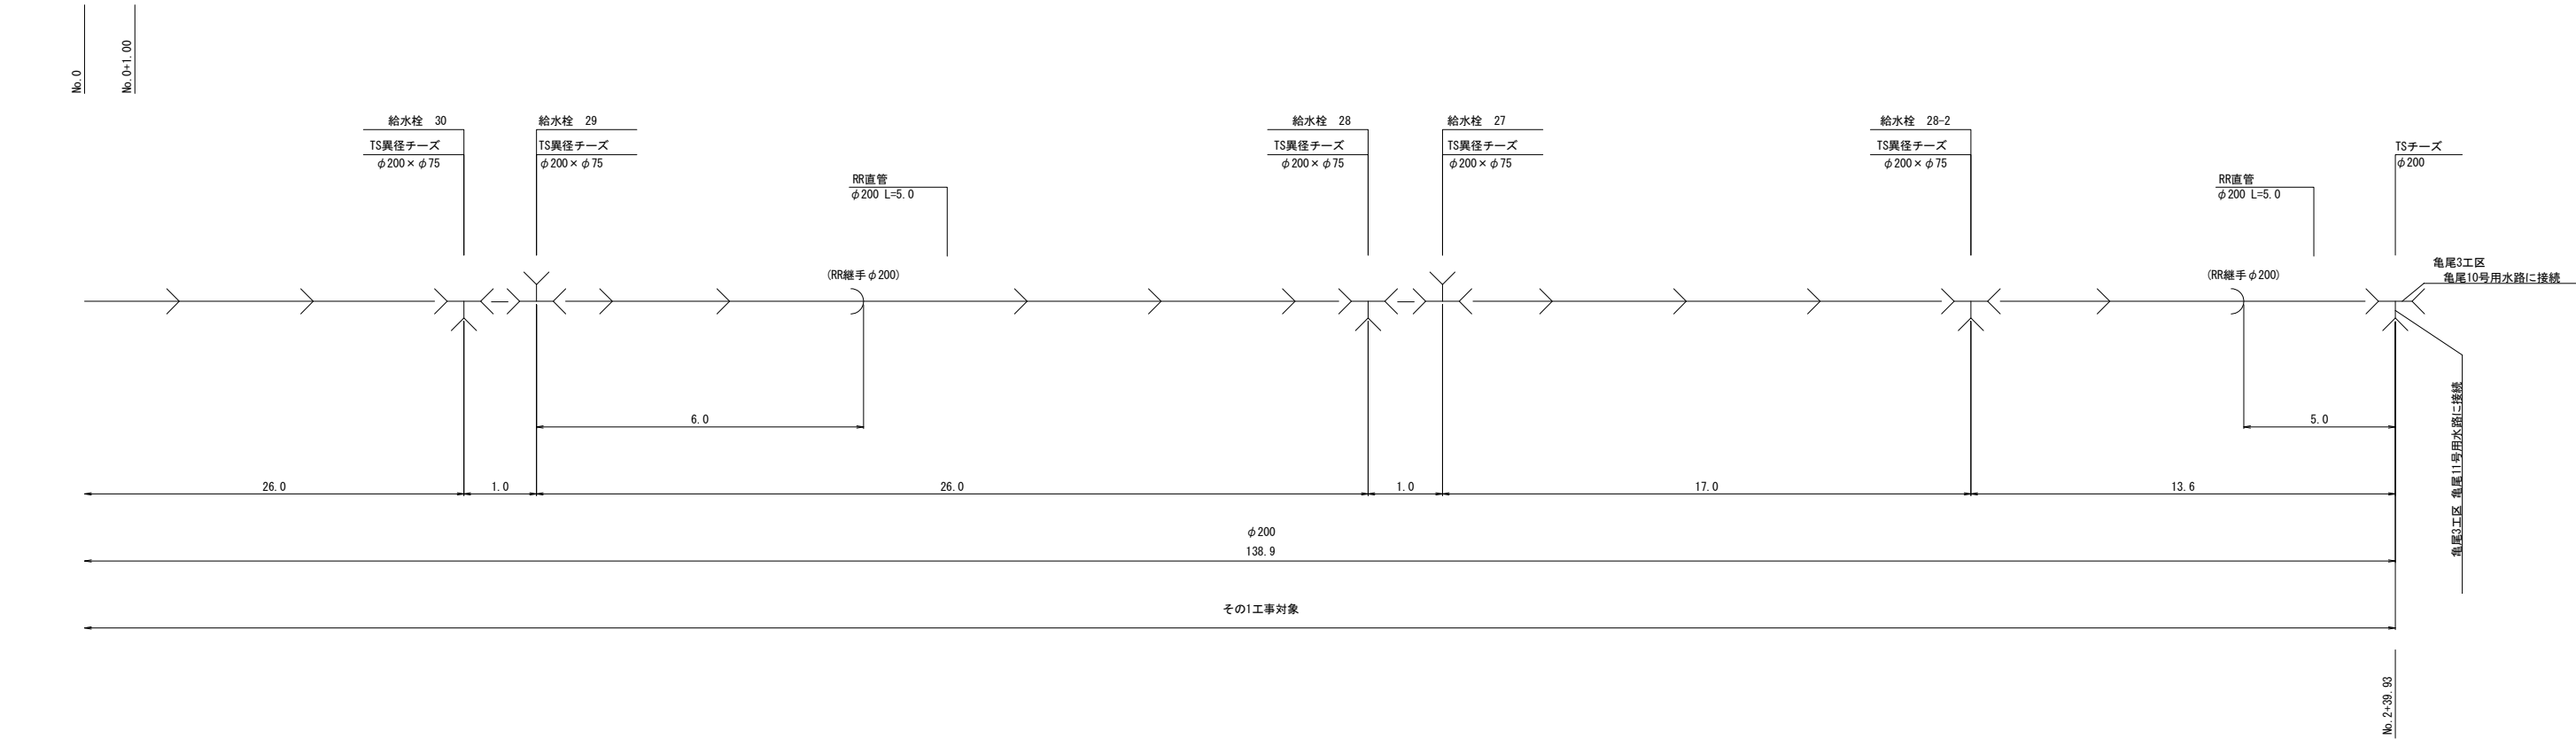 No.0
No.0+1.00
給水栓 30
TS異径チーズ
φ200×φ75
給水栓 29
TS異径チーズ
φ200×φ75
RR直管
φ200 L=5.0
給水栓 28
TS異径チーズ
φ200×φ75
給水栓 27
TS異径チーズ
φ200×φ75
給水栓 28-2
TS異径チーズ
φ200×φ75
RR直管
φ200 L=5.0
TSチーズ
φ200
(RR継手φ200)
(RR継手φ200)
亀尾3工区
亀尾10号用水路に接続
亀尾3工区 亀尾11号用水路に接続
6.0
5.0
26.0
1.0
26.0
1.0
17.0
13.6
φ200
138.9
その1工事対象
No.2+39.93